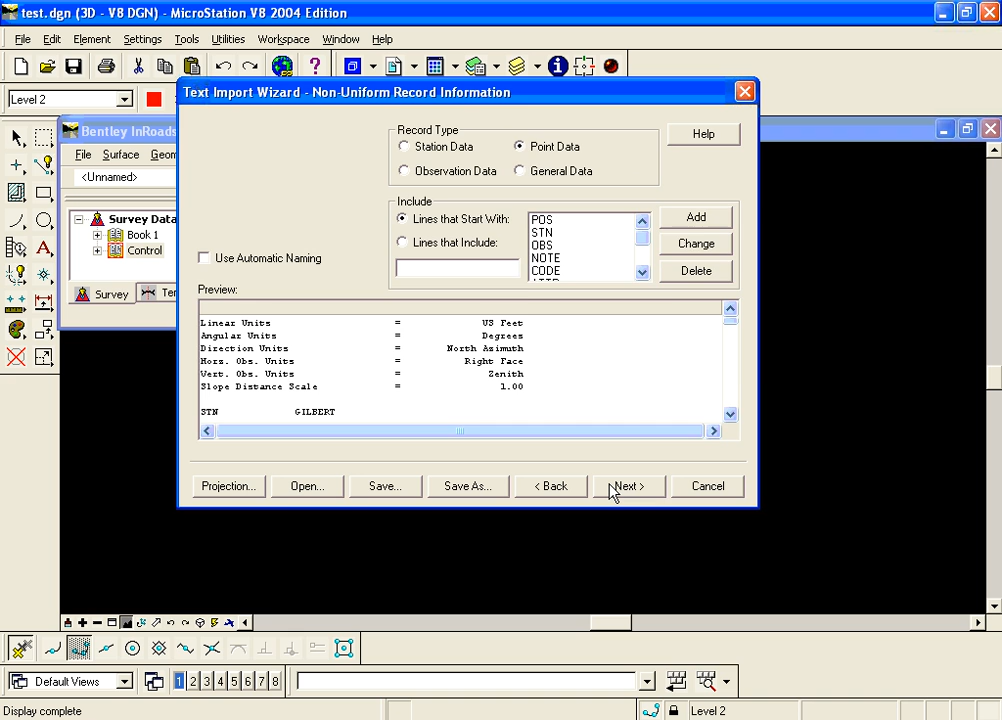 test.dgn (3D - V8 DGN) - MicroStation V8 2004 Edition
File Edit Element Settings Tools Utilities Workspace Window Help
Level 2
Text Import Wizard - Non-Uniform Record Information
Bentley InRoads
File Surface Geom
<Unnamed>
Survey Data
Book 1
Control
Survey
Record Type
Station Data
Point Data
Observation Data
General Data
Help
Include
Lines that Start With:
Lines that Include:
POS
STN
OBS
NOTE
CODE
Add
Change
Delete
Use Automatic Naming
Preview:
Linear Units = US Feet
Angular Units = Degrees
Direction Units = North Azimuth
Horz. Obs. Units = Right Face
Vert. Obs. Units = Zenith
Slope Distance Scale = 1.00
STN GILBERT
Projection... Open... Save... Save As... < Back Next > Cancel
Default Views 1 2 3 4 5 6 7 8
Display complete
Level 2